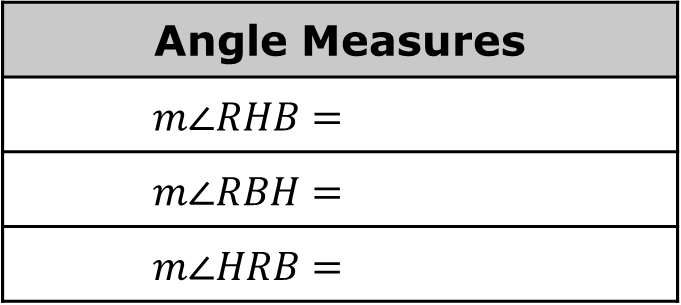 Angle Measures
m∠RHB =
m∠RBH =
m∠HRB =